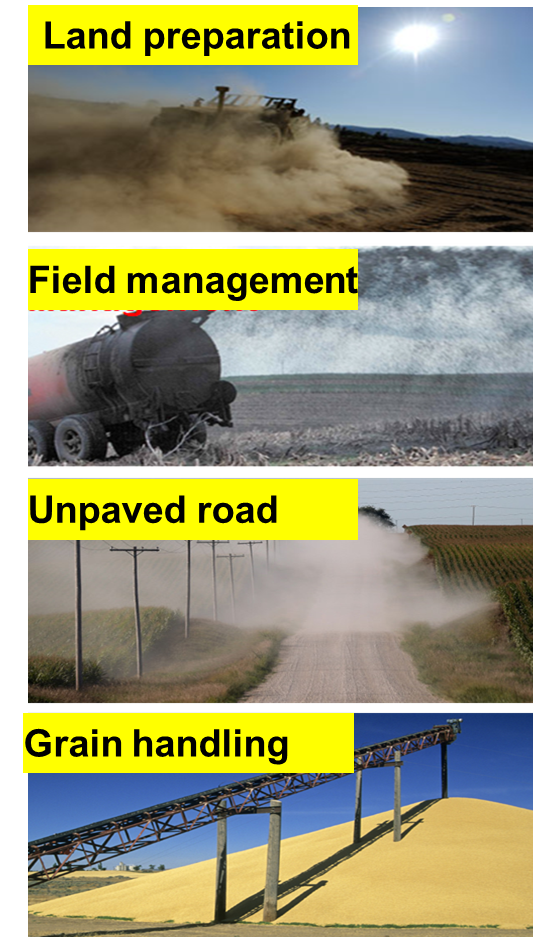 Land preparation
Field management
Unpaved road
Grain handling